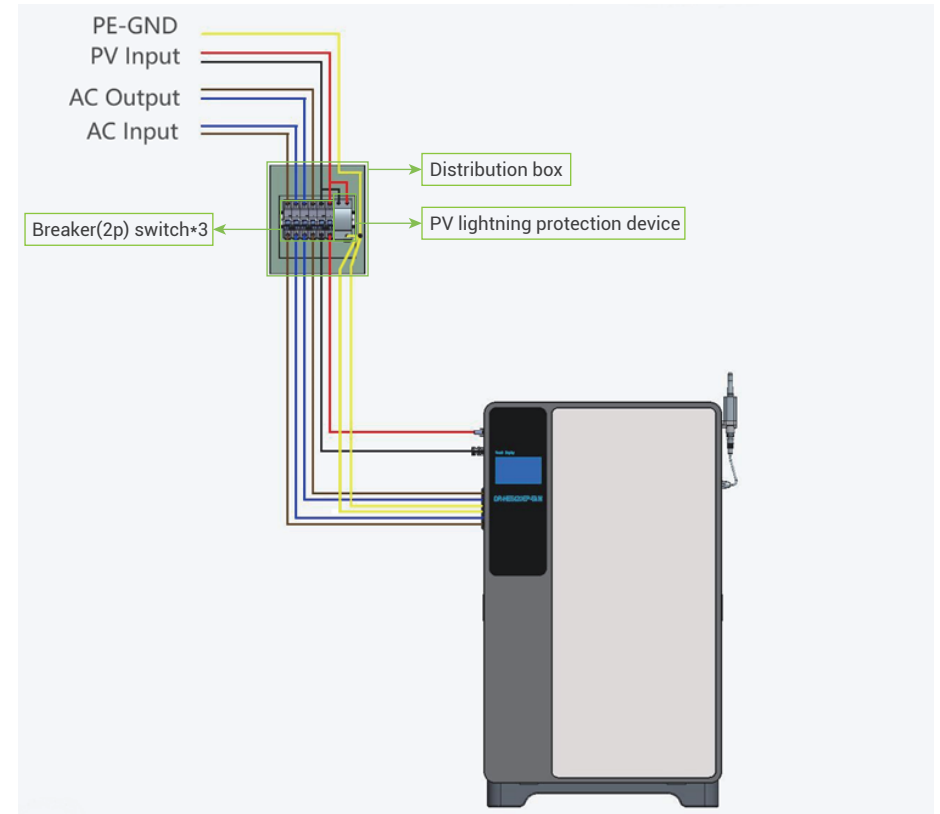 PE-GND
PV Input
AC Output
AC Input
Distribution box
Breaker(2p) switch*3
PV lightning protection device